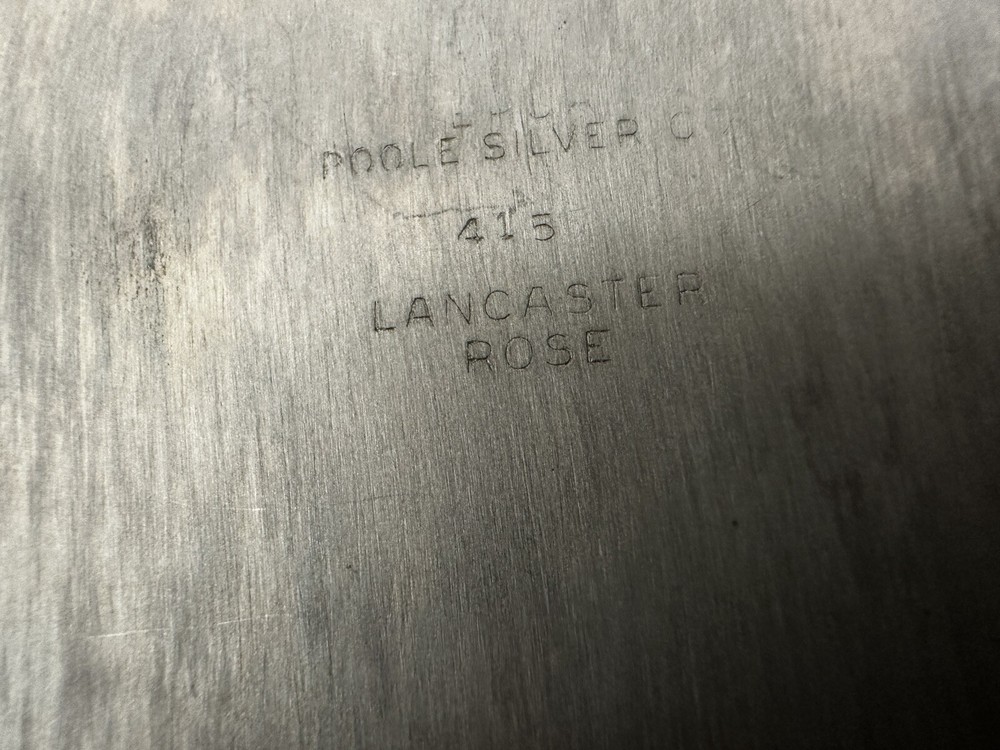 POOLE SILVER C
415
LANCASTER
ROSE